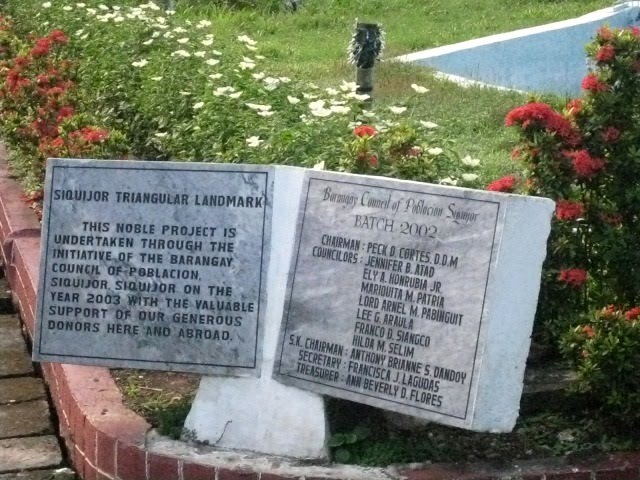 SIQUIJOR TRIANGULAR LANDMARK
THIS NOBLE PROJECT IS
UNDERTAKEN THROUGH THE
INITIATIVE OF THE BARANGAY
COUNCIL OF POBLACION,
SIQUIJOR, SIQUIJOR ON THE
YEAR 2003 WITH THE VALUABLE
SUPPORT OF OUR GENEROUS
DONORS HERE AND ABROAD.
Barangay Council of Poblacion Siquijor
BATCH 2002
CHAIRMAN : PECK D. CORTES, D.D.M
COUNCILORS : JENNIFER B. ATAD
ELY A. HONRUBIA JR.
MARIQUITA M. PATRIA
LORD ARNEL M. PABINGUIT
LEE G. ARAULA
FRANCO D. SIANGCO
HILDA M. SELIM
S.K. CHAIRMAN : ANTHONY BRIANNE S. DANDOY
SECRETARY : FRANCISCA J. LAGUDAS
TREASURER : ANN BEVERLY D. FLORES